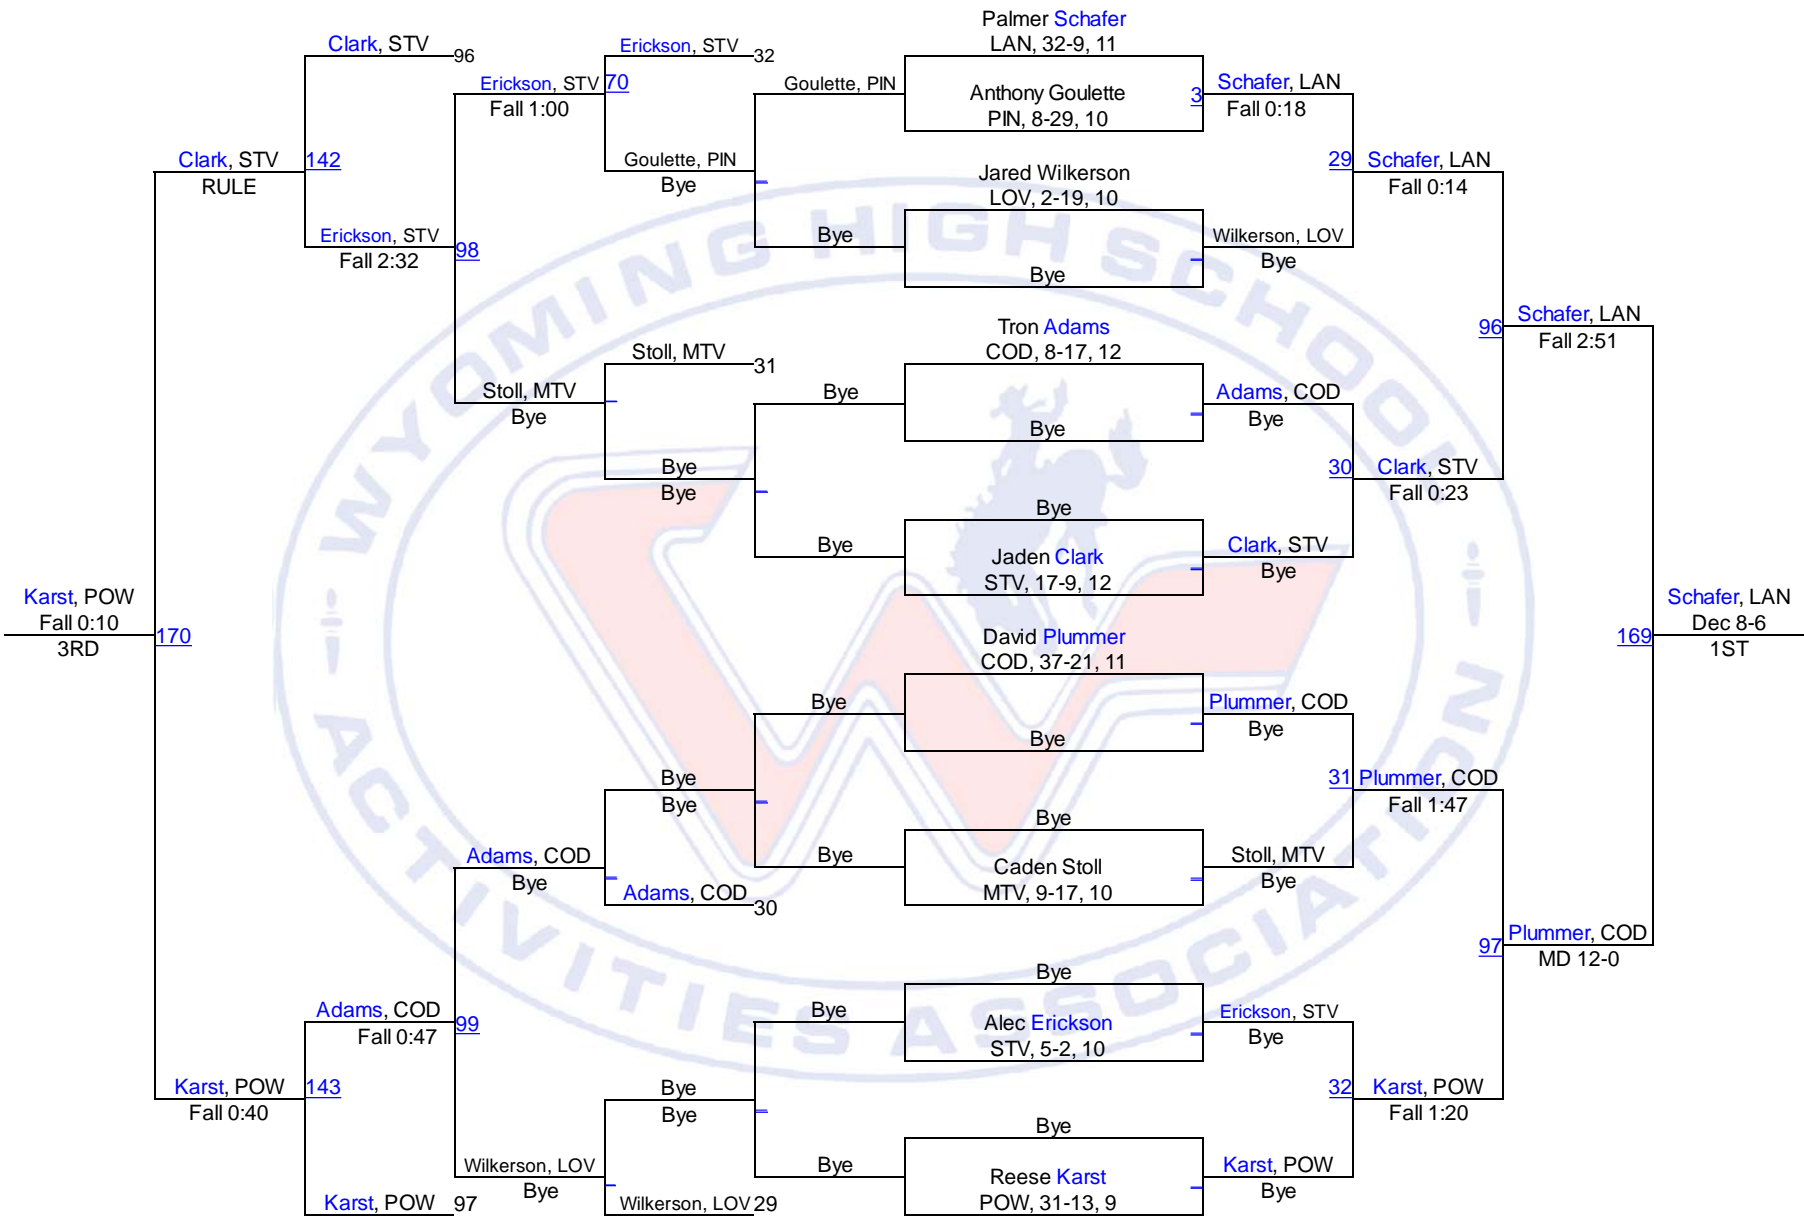 Palmer Schafer
LAN, 32-9, 11
Clark, STV
96
Erickson, STV
32
Erickson, STV
70
Fall 1:00
Goulette, PIN
Anthony Goulette
PIN, 8-29, 10
3
Schafer, LAN
Fall 0:18
Clark, STV
142
RULE
Goulette, PIN
Bye
Jared Wilkerson
LOV, 2-19, 10
29
Schafer, LAN
Fall 0:14
Erickson, STV
98
Fall 2:32
Bye
Bye
Wilkerson, LOV
Bye
WYOMING HIGH SCHOOL
Stoll, MTV
31
Tron Adams
COD, 8-17, 12
96
Schafer, LAN
Fall 2:51
Stoll, MTV
Bye
Bye
Bye
Adams, COD
Bye
Bye
Bye
30
Clark, STV
Fall 0:23
Bye
Bye
Jaden Clark
STV, 17-9, 12
Clark, STV
Bye
Karst, POW
Fall 0:10
170
3RD
David Plummer
COD, 37-21, 11
169
Schafer, LAN
Dec 8-6
1ST
Bye
Bye
Plummer, COD
Bye
Bye
Bye
31
Plummer, COD
Fall 1:47
Adams, COD
Bye
Bye
Bye
Caden Stoll
MTV, 9-17, 10
Stoll, MTV
Bye
Adams, COD
30
97
Plummer, COD
MD 12-0
Bye
Bye
Alec Erickson
STV, 5-2, 10
Erickson, STV
Bye
Adams, COD
99
Fall 0:47
ACTIVITIES ASSOCIATION
Karst, POW
143
Fall 0:40
Bye
Bye
32
Karst, POW
Fall 1:20
Wilkerson, LOV
Bye
Bye
Bye
Reese Karst
POW, 31-13, 9
Karst, POW
Bye
Karst, POW
97
Wilkerson, LOV
29